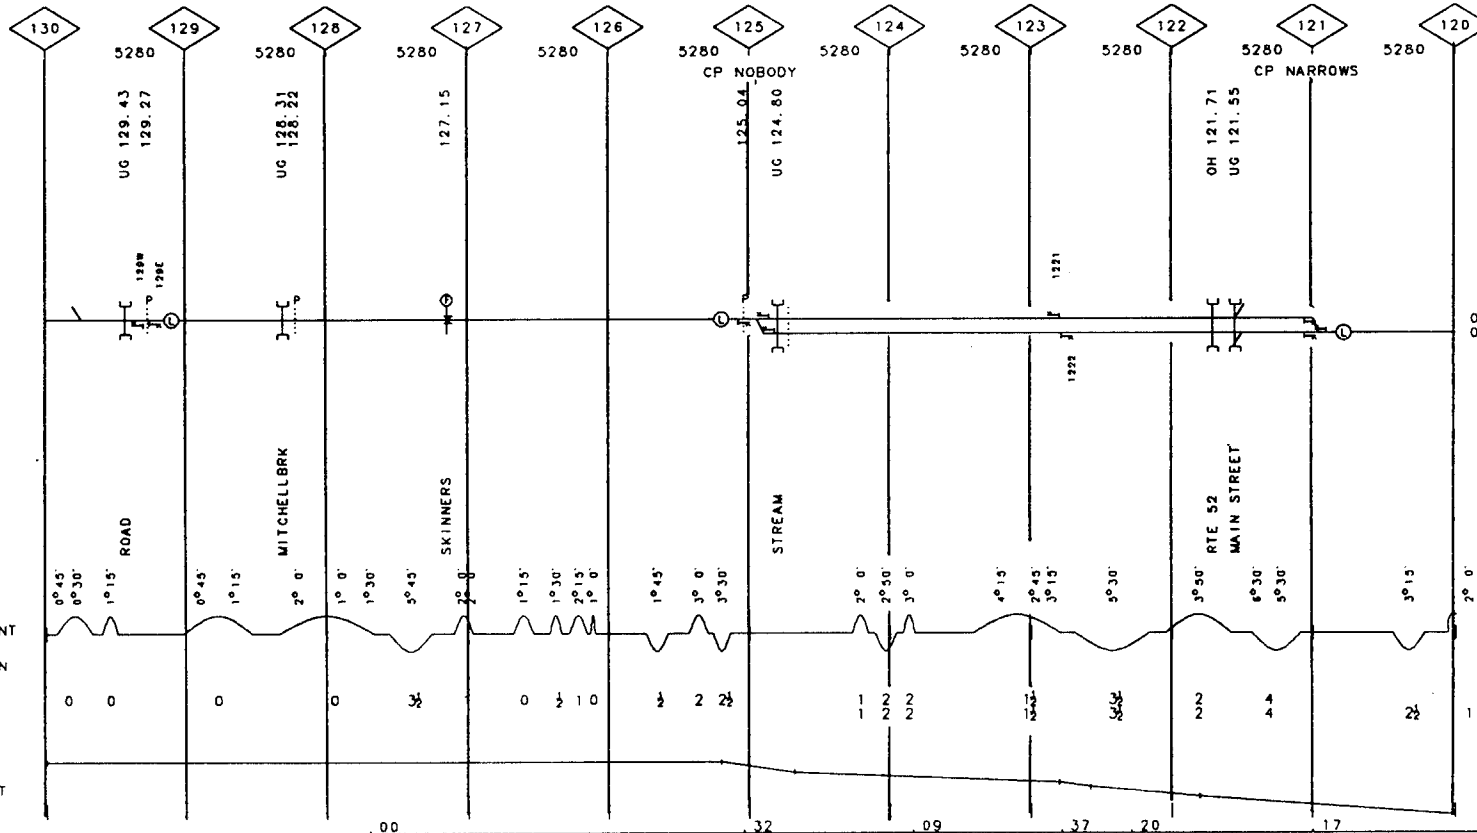 130 129 128 127 126 125 124 123 122 121 120
5280 5280 5280 5280 5280 5280 5280 5280 5280 5280
CP NOBODY CP NARROWS
UG 129.43
129.27
UG 128.31
128.22
127.15
125.04
UG 124.80
OH 121.71
UG 121.55
129W
129E
1221
P P P P
L L L
1222
ROAD
MITCHELLBRK
SKINNERS
STREAM
RTE 52
MAIN STREET
0°45' 0°30' 1°15' 0°45' 1°15' 2°0' 1°0' 1°30' 5°45' 2°0' 2°0' 1°15' 1°30' 2°15' 1°0' 1°45' 3°0' 3°30' 2°0' 2°50' 3°0' 4°15' 2°45' 3°15' 5°30' 3°50' 6°30' 5°30' 3°15' 2°0'
NT
N
0 0 0 0 3½ 1 0 ½ 1 0 ½ 2 2½ 1 2 2 1½ 3½ 2 4
1 2 2 1½ 3½ 2 4 2½ 1
T
.00 .32 .09 .37 .20 .17